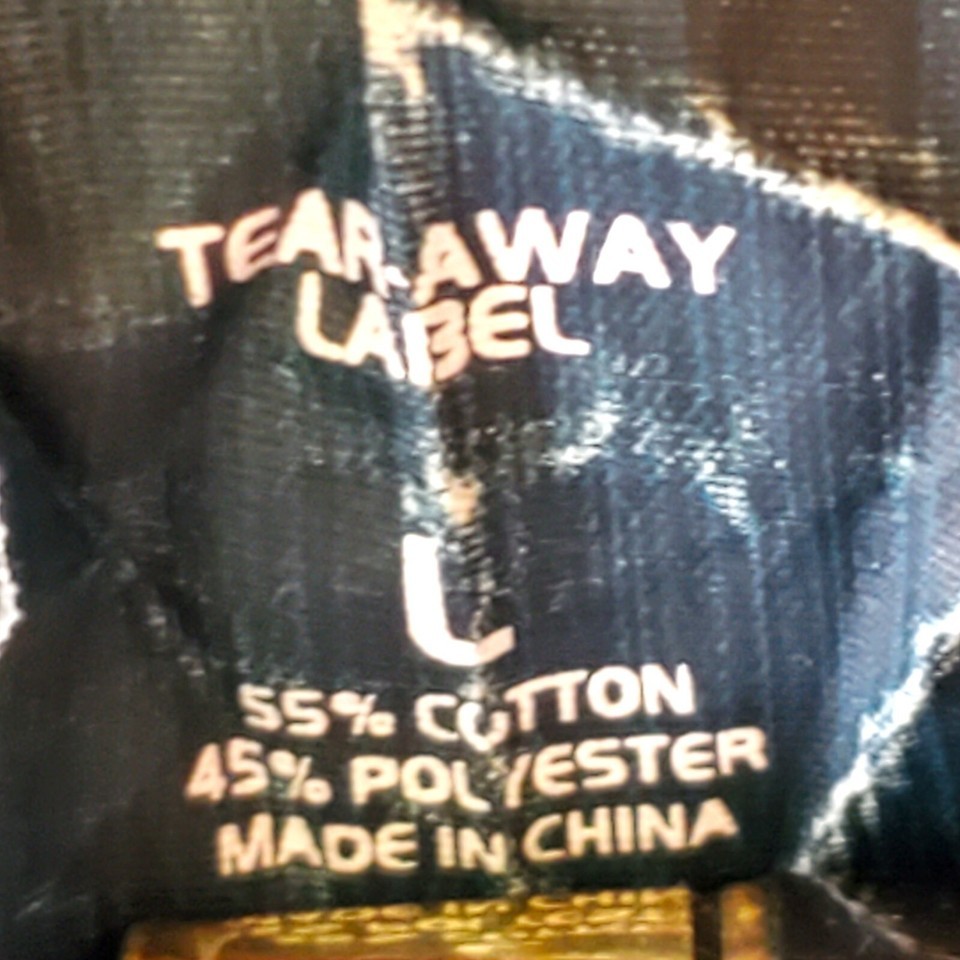 TEAR AWAY
LABEL
L
55% COTTON
45% POLYESTER
MADE IN CHINA